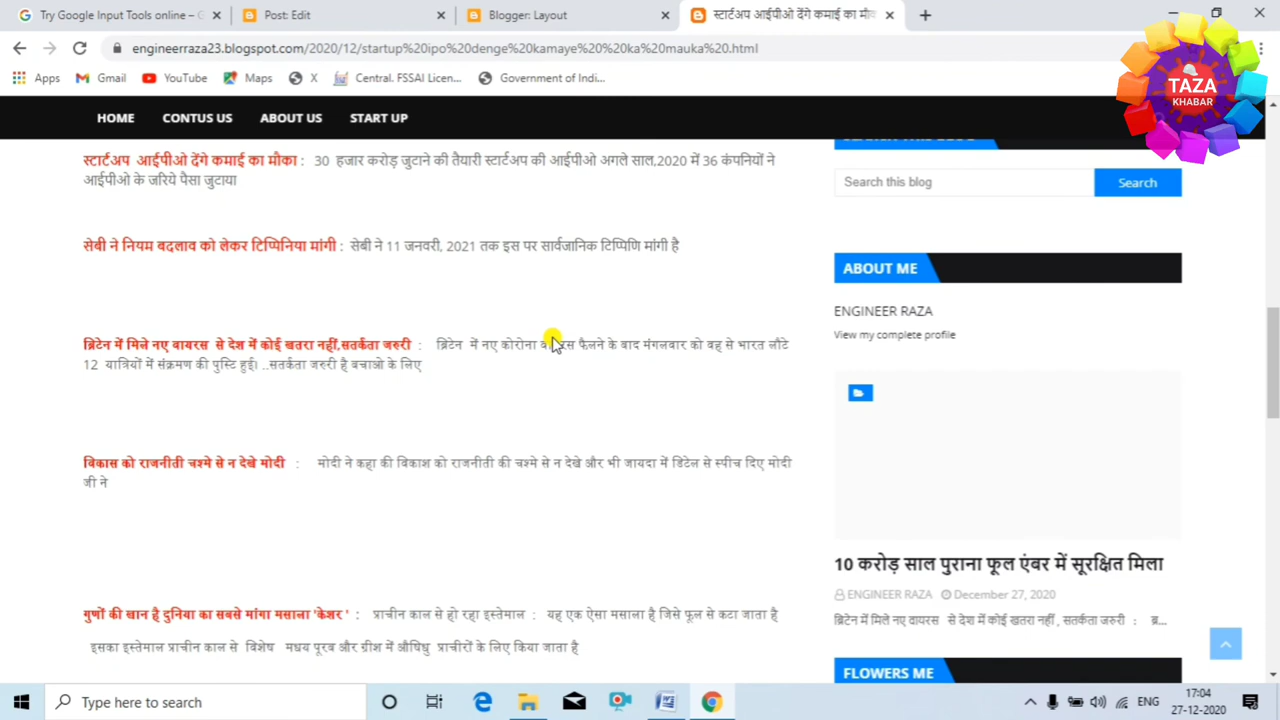 Try Google Input Tools online – G
Post: Edit
Blogger: Layout
स्टार्टअप आईपीओ देंगे कमाई का मौक
engineerraza23.blogspot.com/2020/12/startup%20ipo%20denge%20kamaye%20%20ka%20mauka%20.html
Apps
Gmail
YouTube
Maps
X
Central. FSSAI Licen...
Government of Indi...
TAZA
KHABAR
HOME CONTUS US ABOUT US START UP
स्टार्टअप आईपीओ देंगे कमाई का मौका : 30 हजार करोड़ जुटाने की तैयारी स्टार्टअप की आईपीओ अगले साल,2020 में 36 कंपनियों ने
आईपीओ के जरिये पैसा जुटाया
सेबी ने नियम बदलाव को लेकर टिप्पिनिया मांगी : सेबी ने 11 जनवरी, 2021 तक इस पर सार्वजानिक टिप्पिणि मांगी है
ब्रिटेन में मिले नए वायरस से देश में कोई खतरा नहीं,सतर्कता जरुरी : ब्रिटेन में नए कोरोना फैलने के बाद मंगलवार को वह से भारत लौटे
12 यात्रियों में संक्रमण की पुस्टि हुई। ..सतर्कता जरुरी है बचाओ के लिए
विकास को राजनीती चश्मे से न देखे मोदी : मोदी ने कहा की विकाश को राजनीती की चश्मे से न देखे और भी जायदा में डिटेल से स्पीच दिए मोदी
जी ने
गुणों की खान है दुनिया का सबसे मांगा मसाला 'केशर ' : प्राचीन काल से हो रहा इस्तेमाल : यह एक ऐसा मसाला है जिसे फूल से कटा जाता है
इसका इस्तेमाल प्राचीन काल से विशेष मधय पूरब और ग्रीश में औषिधु प्राचीरों के लिए किया जाता है
Search this blog
Search
ABOUT ME
ENGINEER RAZA
View my complete profile
10 करोड़ साल पुराना फूल एंबर में सूरक्षित मिला
ENGINEER RAZA December 27, 2020
ब्रिटेन में मिले नए वायरस से देश में कोई खतरा नहीं , सतर्कता जरुरी : ब्र...
FLOWERS ME
Type here to search
ENG
17:04
27-12-2020